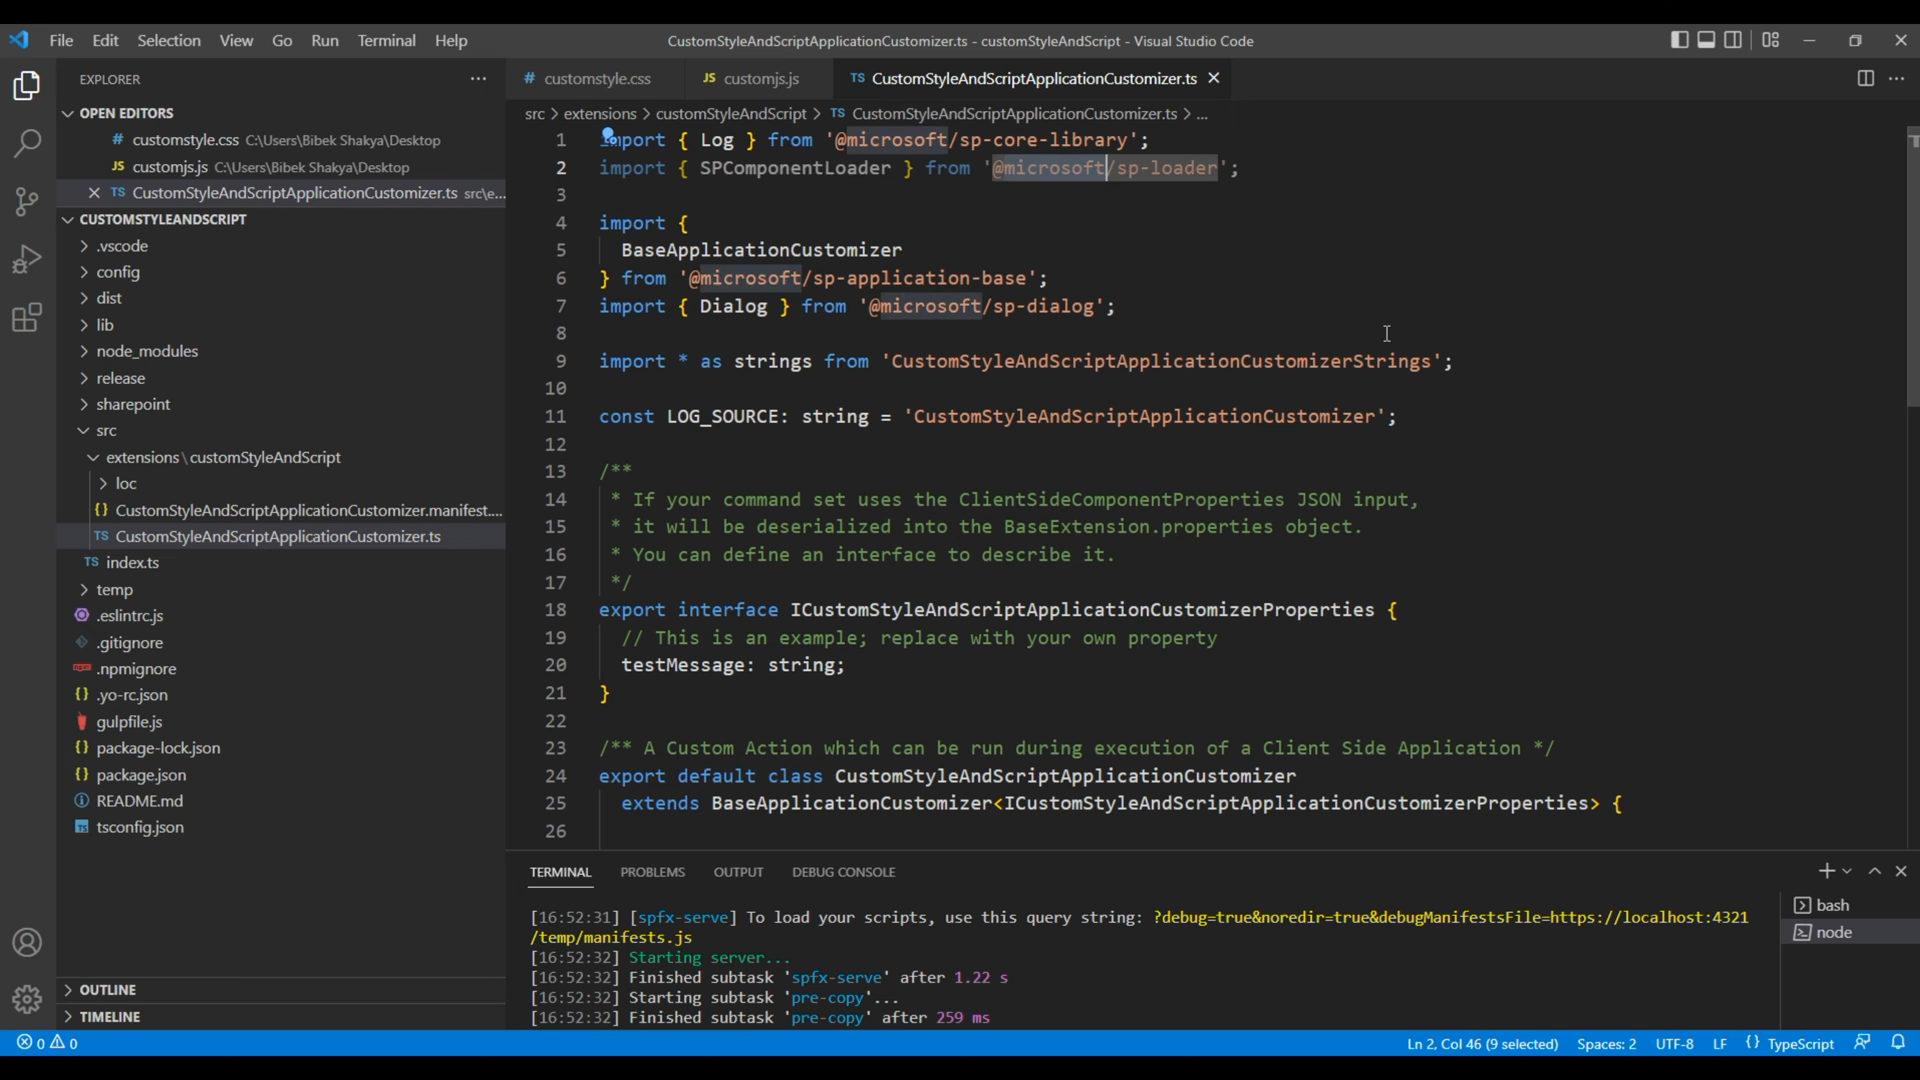 File Edit Selection View Go Run Terminal Help
CustomStyleAndScriptApplicationCustomizer.ts - customStyleAndScript - Visual Studio Code
EXPLORER
OPEN EDITORS
# customstyle.css C:\Users\Bibek Shakya\Desktop
JS customjs.js C:\Users\Bibek Shakya\Desktop
TS CustomStyleAndScriptApplicationCustomizer.ts src\e...
CUSTOMSTYLEANDSCRIPT
.vscode
config
dist
lib
node_modules
release
sharepoint
src
extensions\customStyleAndScript
loc
{} CustomStyleAndScriptApplicationCustomizer.manifest....
TS CustomStyleAndScriptApplicationCustomizer.ts
TS index.ts
temp
.eslintrc.js
.gitignore
.npmignore
{} .yo-rc.json
gulpfile.js
{} package-lock.json
{} package.json
README.md
TS tsconfig.json
OUTLINE
TIMELINE
# customstyle.css
JS customjs.js
TS CustomStyleAndScriptApplicationCustomizer.ts
src > extensions > customStyleAndScript > TS CustomStyleAndScriptApplicationCustomizer.ts > ...
1 import { Log } from '@microsoft/sp-core-library';
2 import { SPComponentLoader } from '@microsoft/sp-loader';
3
4 import {
5 BaseApplicationCustomizer
6 } from '@microsoft/sp-application-base';
7 import { Dialog } from '@microsoft/sp-dialog';
8
9 import * as strings from 'CustomStyleAndScriptApplicationCustomizerStrings';
10
11 const LOG_SOURCE: string = 'CustomStyleAndScriptApplicationCustomizer';
12
13 /**
14 * If your command set uses the ClientSideComponentProperties JSON input,
15 * it will be deserialized into the BaseExtension.properties object.
16 * You can define an interface to describe it.
17 */
18 export interface ICustomStyleAndScriptApplicationCustomizerProperties {
19 // This is an example; replace with your own property
20 testMessage: string;
21 }
22
23 /** A Custom Action which can be run during execution of a Client Side Application */
24 export default class CustomStyleAndScriptApplicationCustomizer
25 extends BaseApplicationCustomizer<ICustomStyleAndScriptApplicationCustomizerProperties> {
26
TERMINAL PROBLEMS OUTPUT DEBUG CONSOLE
[16:52:31] [spfx-serve] To load your scripts, use this query string: ?debug=true&noredir=true&debugManifestsFile=https://localhost:4321
/temp/manifests.js
[16:52:32] Starting server...
[16:52:32] Finished subtask 'spfx-serve' after 1.22 s
[16:52:32] Starting subtask 'pre-copy'...
[16:52:32] Finished subtask 'pre-copy' after 259 ms
bash
node
0 0
Ln 2, Col 46 (9 selected) Spaces: 2 UTF-8 LF {} TypeScript